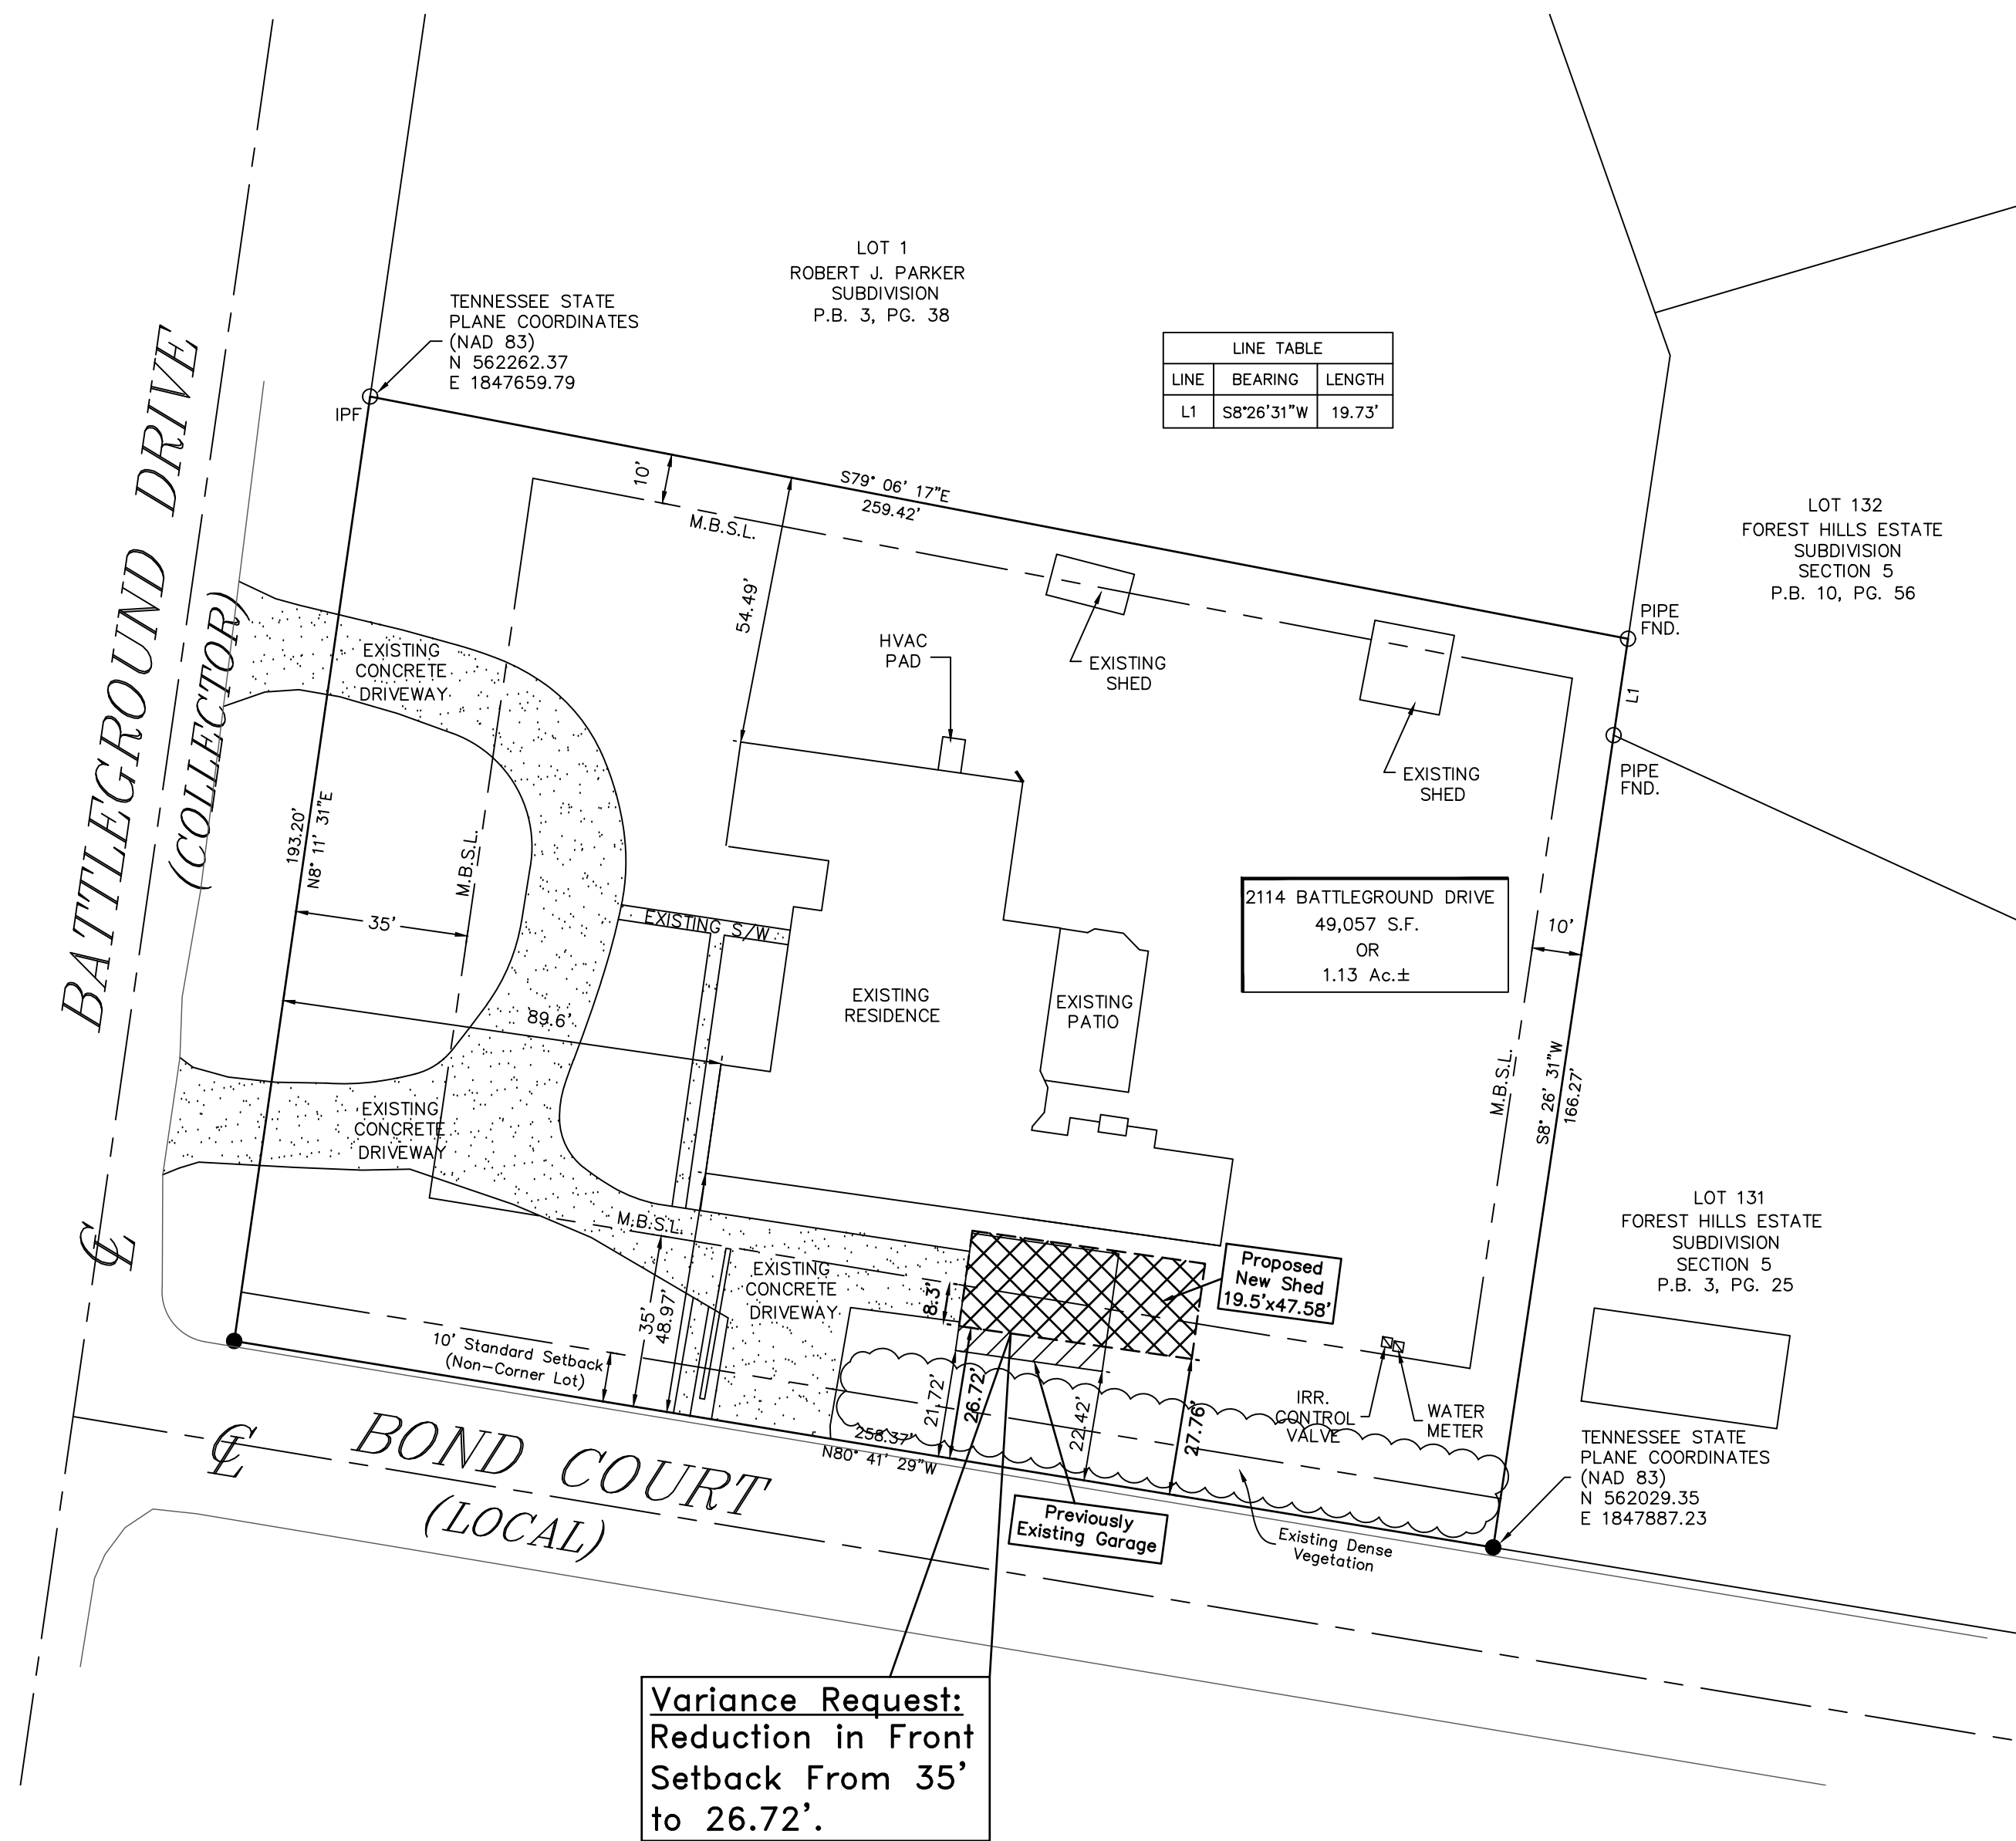 LOT 1
ROBERT J. PARKER
SUBDIVISION
P.B. 3, PG. 38
TENNESSEE STATE
PLANE COORDINATES
(NAD 83)
N 562262.37
E 1847659.79
IPF
LINE TABLE
LINE BEARING LENGTH
L1 S8°26'31"W 19.73'
LOT 132
FOREST HILLS ESTATE
SUBDIVISION
SECTION 5
P.B. 10, PG. 56
10'
S79° 06' 17"E
259.42'
M.B.S.L.
54.49'
PIPE
FND.
L1
PIPE
FND.
HVAC
PAD
EXISTING
SHED
EXISTING
SHED
BATTLEGROUND DRIVE
(COLLECTOR)
EXISTING
CONCRETE
DRIVEWAY
193.20'
N8° 11' 31"E
M.B.S.L.
35'
EXISTING S/W
89.6'
EXISTING
RESIDENCE
EXISTING
PATIO
2114 BATTLEGROUND DRIVE
49,057 S.F.
OR
1.13 Ac.±
10'
M.B.S.L.
S8° 26' 31"W
166.27'
EXISTING
CONCRETE
DRIVEWAY
M.B.S.L.
LOT 131
FOREST HILLS ESTATE
SUBDIVISION
SECTION 5
P.B. 3, PG. 25
CL
EXISTING
CONCRETE
DRIVEWAY
35'
48.97'
8.3'
Proposed
New Shed
19.5'x47.58'
10' Standard Setback
(Non-Corner Lot)
21.72'
26.72'
22.42'
27.76'
IRR.
CONTROL
VALVE
WATER
METER
258.37'
N80° 41' 29"W
TENNESSEE STATE
PLANE COORDINATES
(NAD 83)
N 562029.35
E 1847887.23
CL
BOND COURT
(LOCAL)
Previously
Existing Garage
Existing Dense
Vegetation
Variance Request:
Reduction in Front
Setback From 35'
to 26.72'.